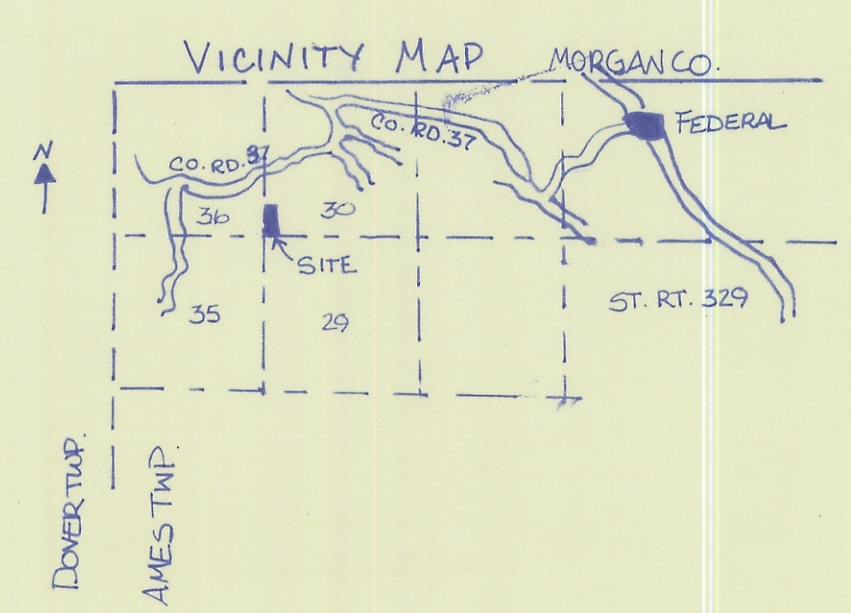 VICINITY MAP
MORGAN CO.
FEDERAL
CO. RD. 37
N
CO. RD. 37
36
30
SITE
35
29
ST. RT. 329
DOVER TWP.
AMES TWP.